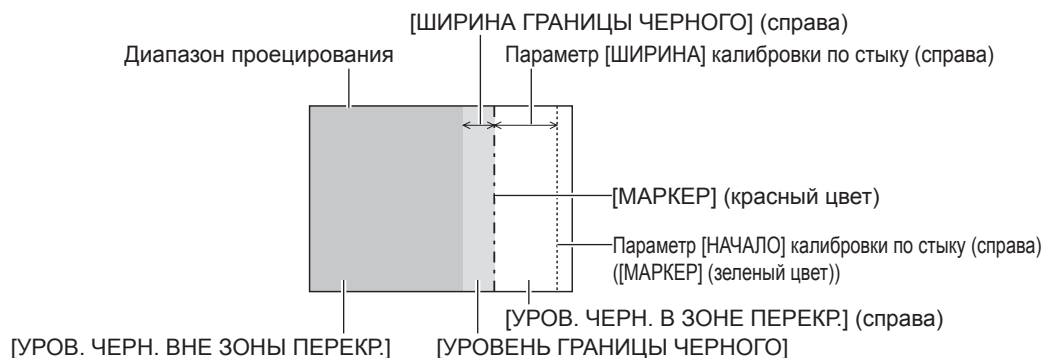 [ШИРИНА ГРАНИЦЫ ЧЕРНОГО] (справа)
Диапазон проецирования
Параметр [ШИРИНА] калибровки по стыку (справа)
[МАРКЕР] (красный цвет)
Параметр [НАЧАЛО] калибровки по стыку (справа)
([МАРКЕР] (зеленый цвет))
[УРОВ. ЧЕРН. В ЗОНЕ ПЕРЕКР.] (справа)
[УРОВ. ЧЕРН. ВНЕ ЗОНЫ ПЕРЕКР.]
[УРОВЕНЬ ГРАНИЦЫ ЧЕРНОГО]